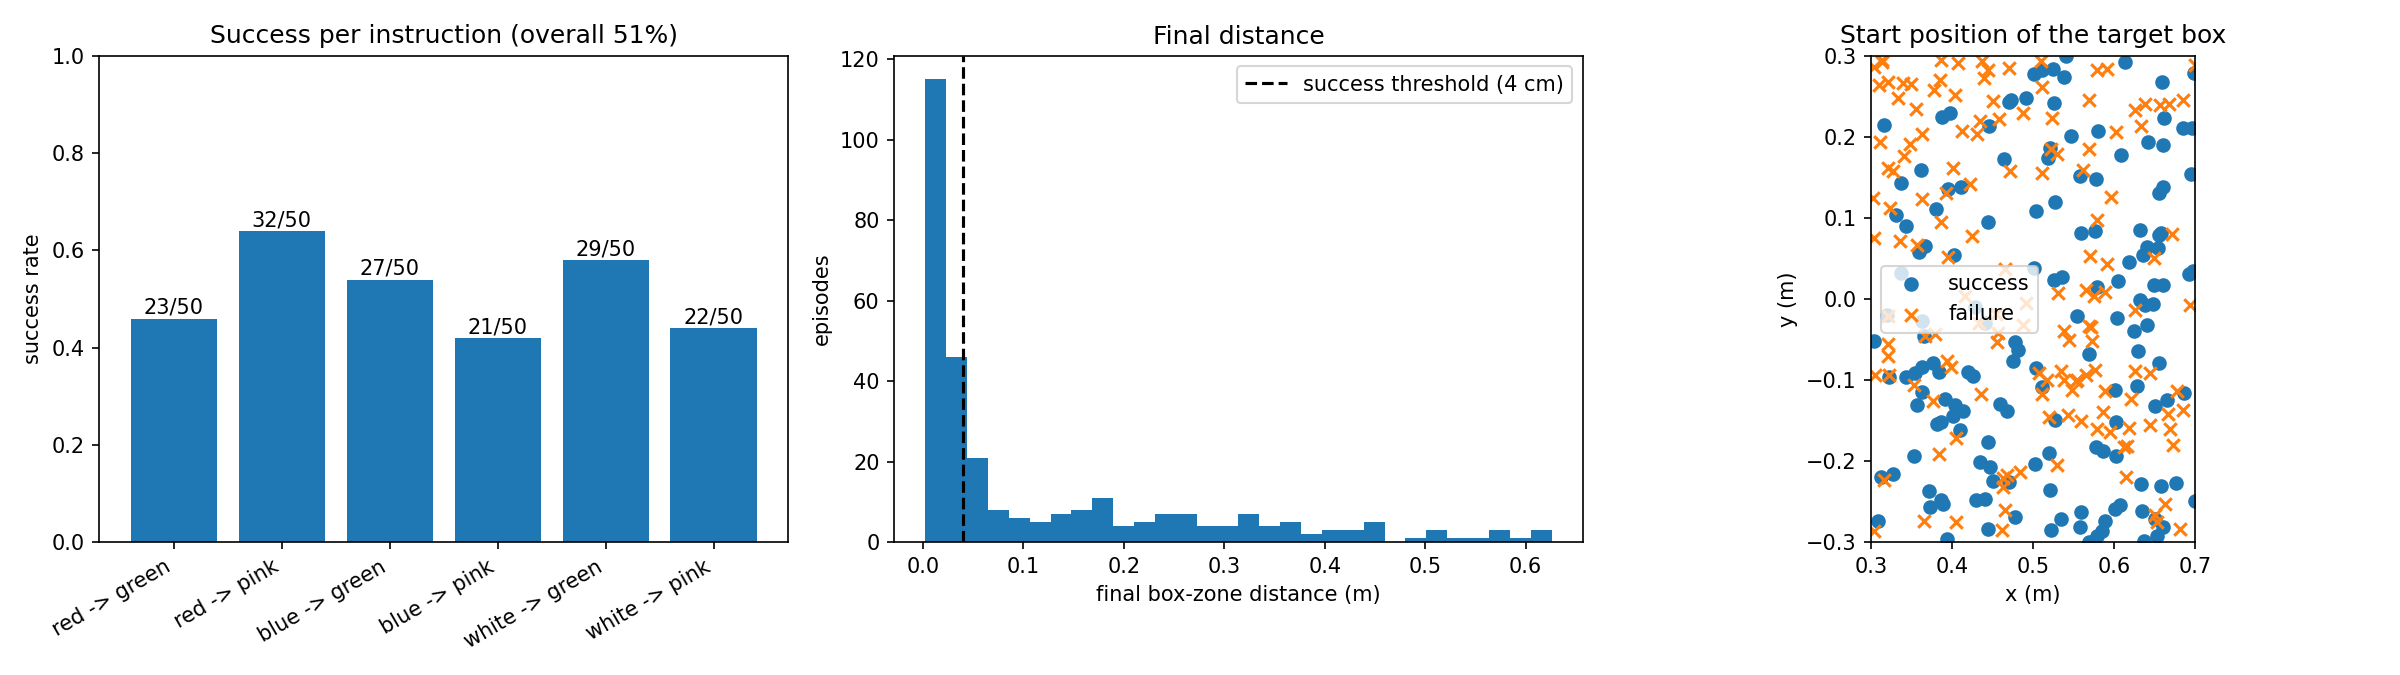 Success per instruction (overall 51%)
success rate
1.0
0.8
0.6
0.4
0.2
0.0
23/50
32/50
27/50
21/50
29/50
22/50
red -> green
red -> pink
blue -> green
blue -> pink
white -> green
white -> pink
Final distance
episodes
120
100
80
60
40
20
0
success threshold (4 cm)
0.0 0.1 0.2 0.3 0.4 0.5 0.6
final box-zone distance (m)
Start position of the target box
y (m)
0.3
0.2
0.1
0.0
−0.1
−0.2
−0.3
success
failure
0.3 0.4 0.5 0.6 0.7
x (m)